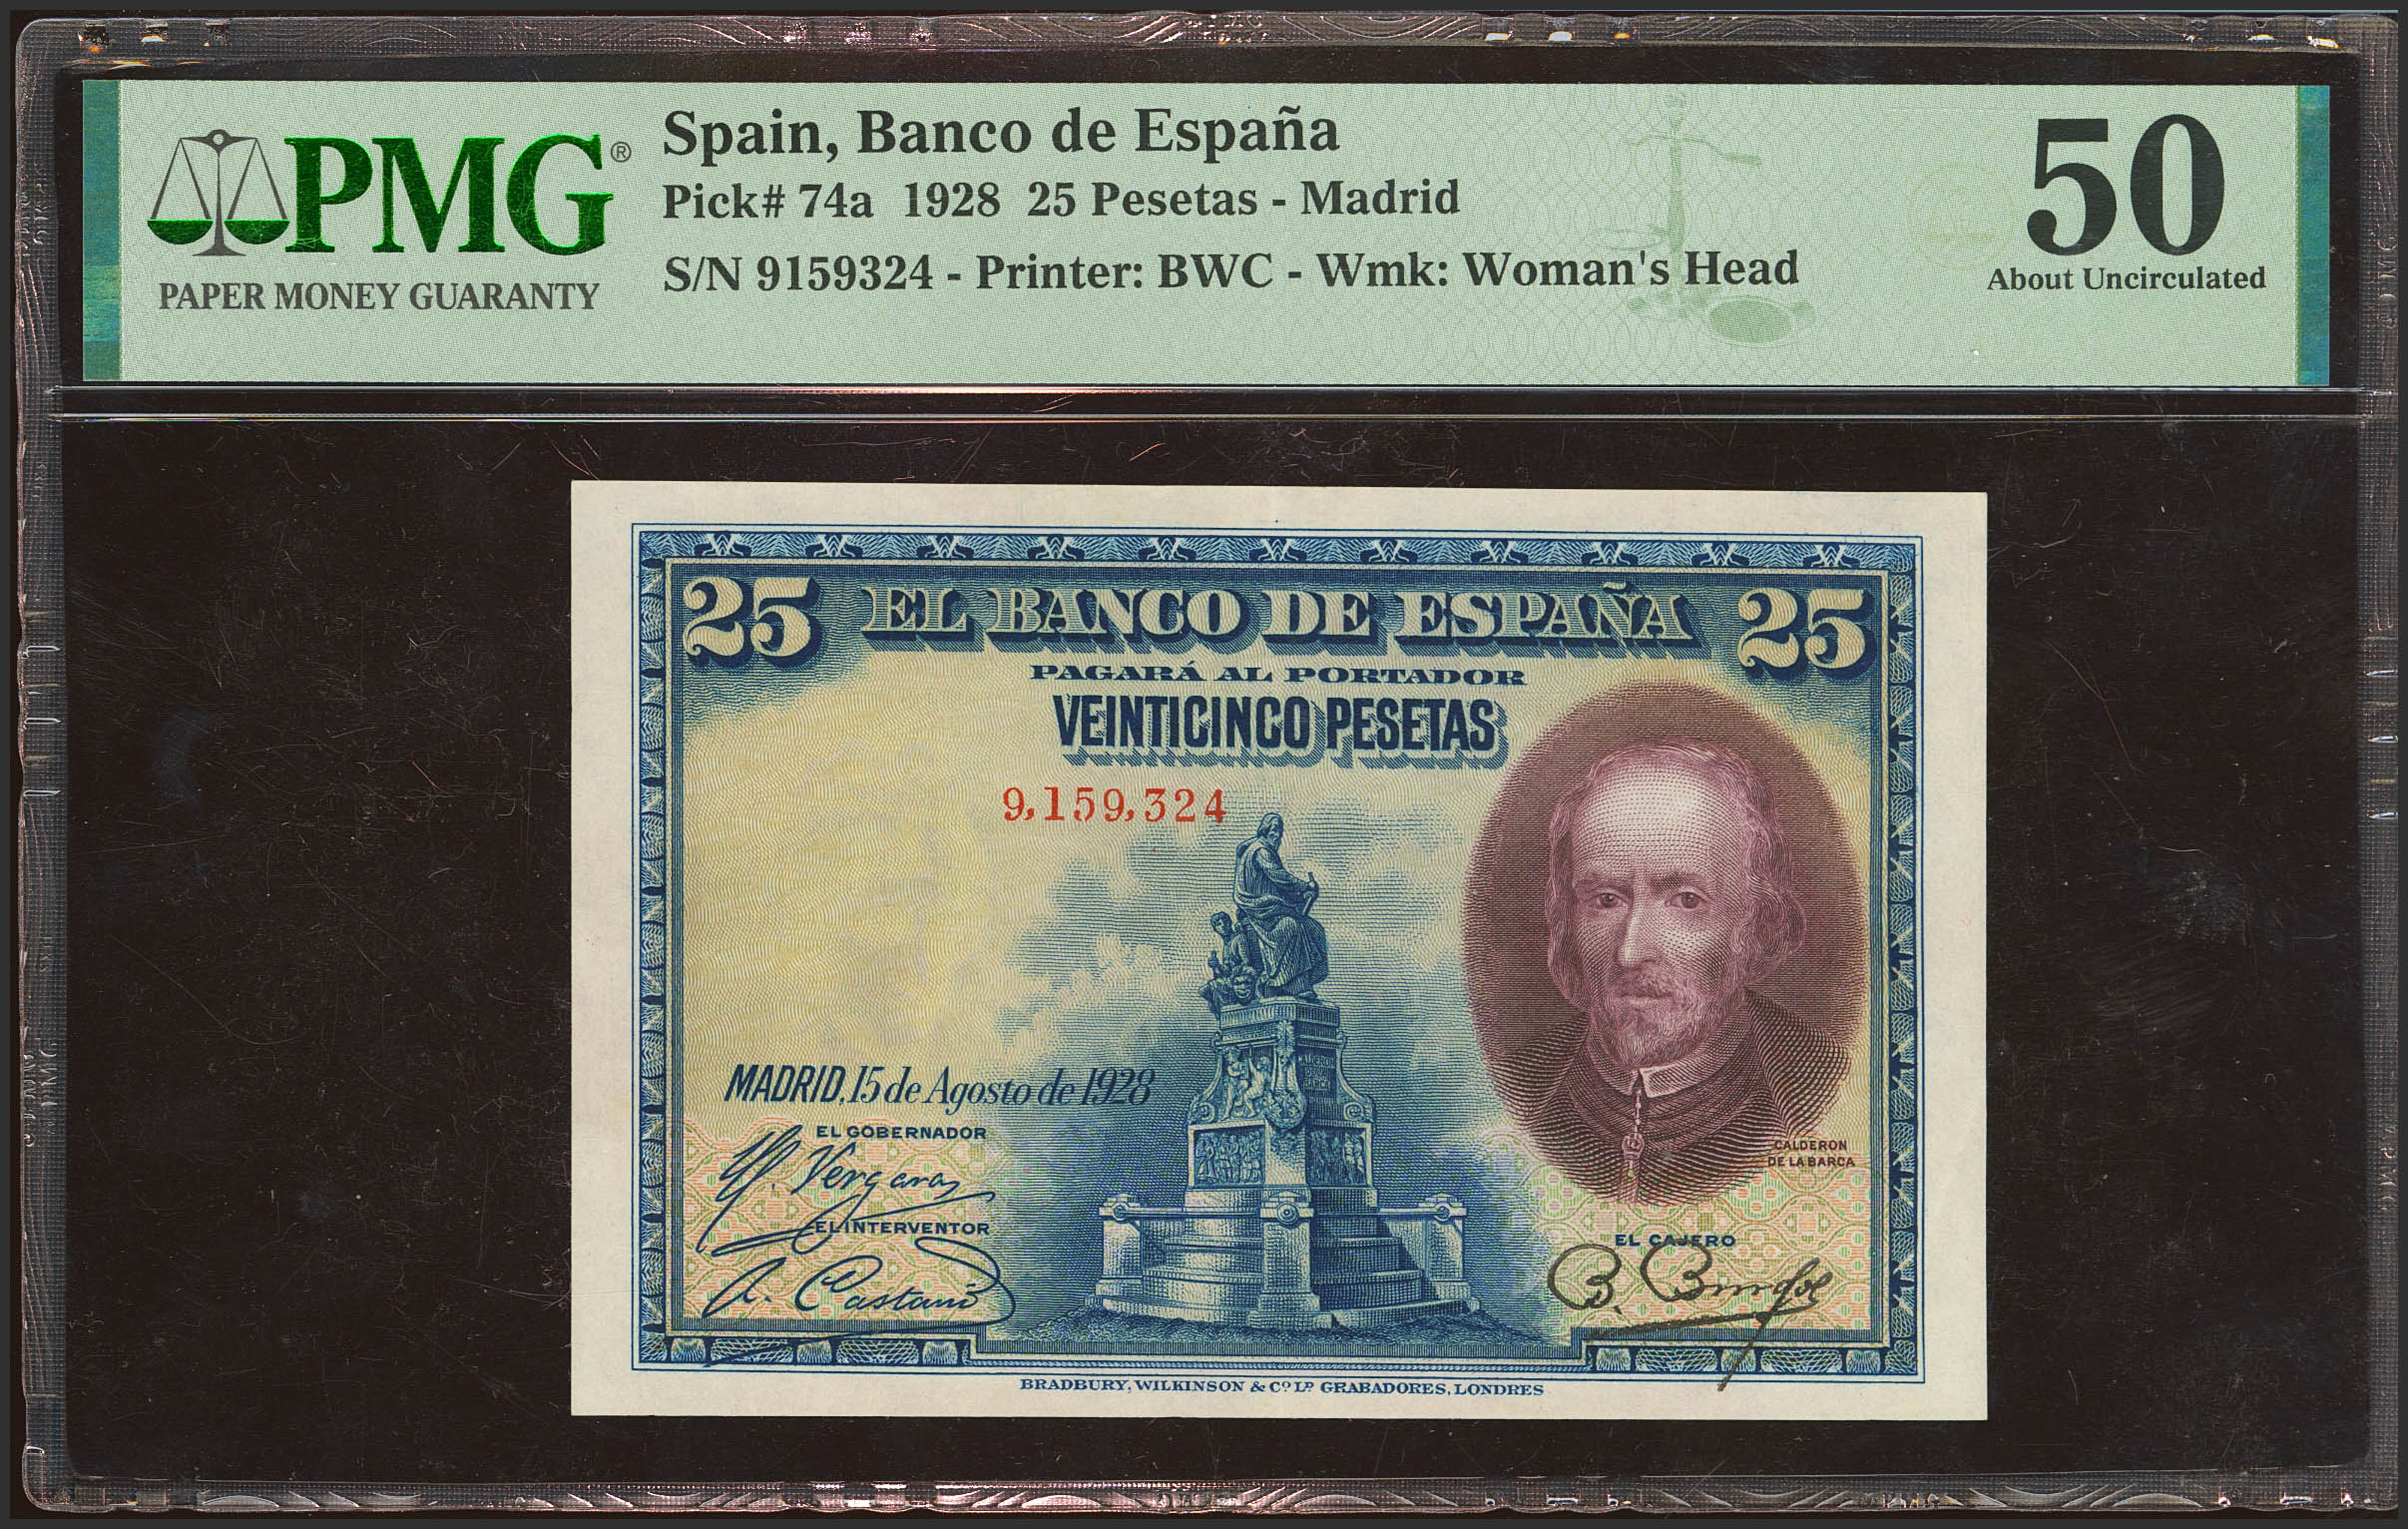 PMG®
PAPER MONEY GUARANTY
Spain, Banco de España
Pick# 74a 1928 25 Pesetas - Madrid
S/N 9159324 - Printer: BWC - Wmk: Woman's Head
50
About Uncirculated
25 EL BANCO DE ESPAÑA 25
PAGARÁ AL PORTADOR
VEINTICINCO PESETAS
9,159,324
MADRID, 15 de Agosto de 1928
EL GOBERNADOR
Vergara
EL INTERVENTOR
A. Castaño
CALDERON
DE LA BARCA
EL CAJERO
BRADBURY, WILKINSON & Cº Lᴰ GRABADORES, LONDRES